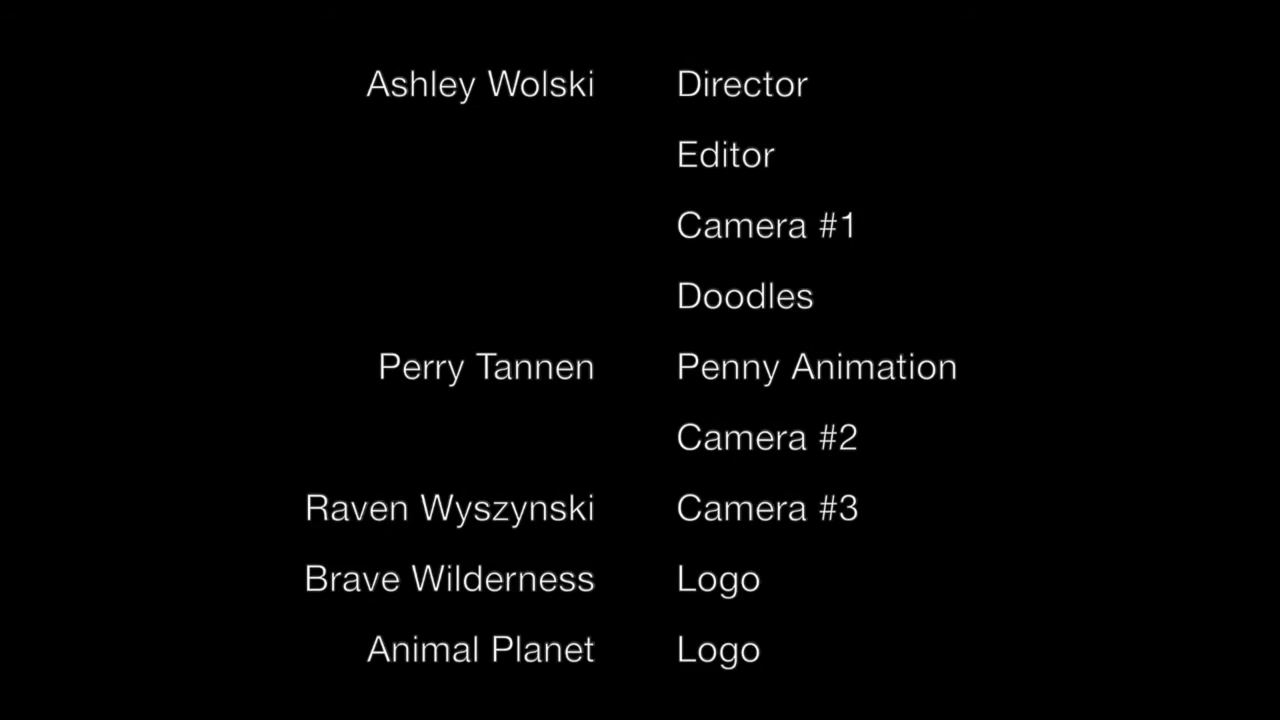 Ashley Wolski Director
Editor
Camera #1
Doodles
Perry Tannen Penny Animation
Camera #2
Raven Wyszynski Camera #3
Brave Wilderness Logo
Animal Planet Logo